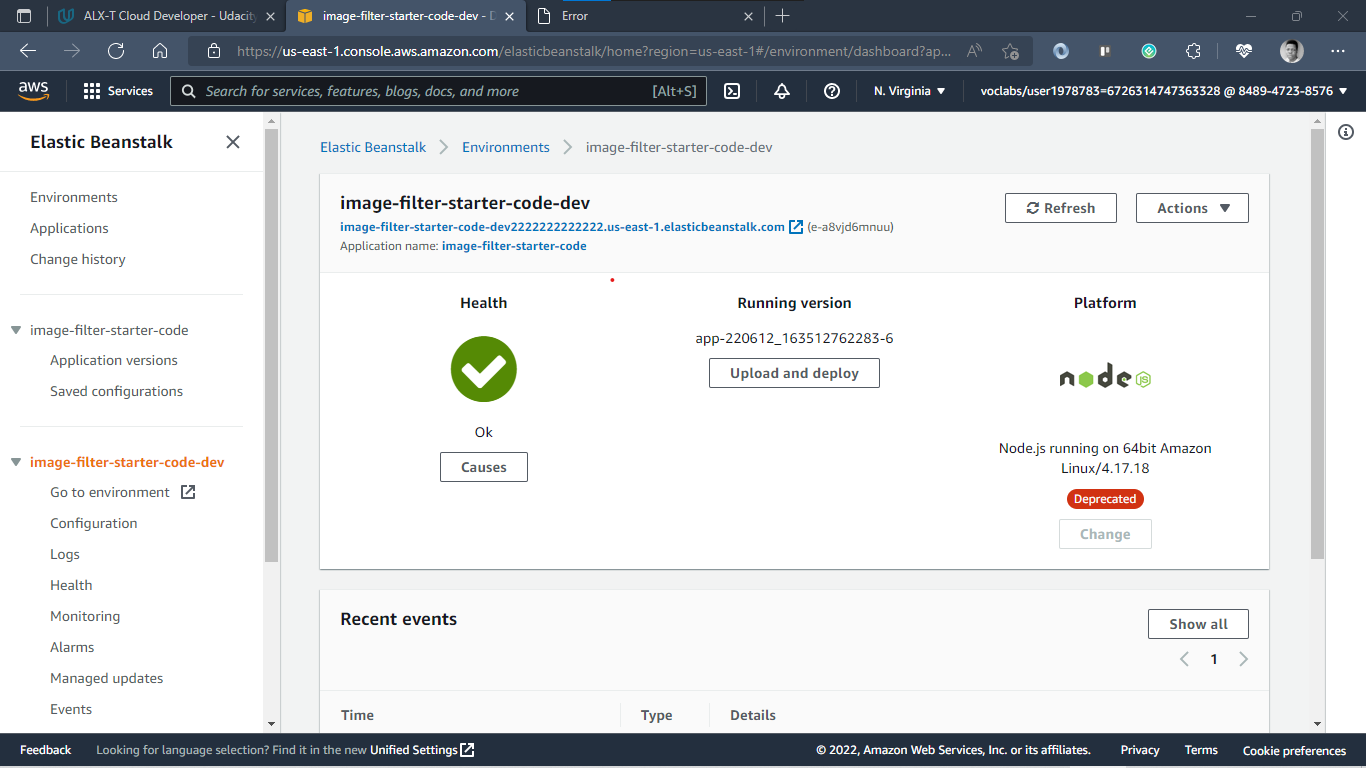 ALX-T Cloud Developer - Udacity
image-filter-starter-code-dev - D
Error
https://us-east-1.console.aws.amazon.com/elasticbeanstalk/home?region=us-east-1#/environment/dashboard?ap...
aws
Services
Search for services, features, blogs, docs, and more
[Alt+S]
N. Virginia
voclabs/user1978783=6726314747363328 @ 8489-4723-8576
Elastic Beanstalk
Environments
Applications
Change history
image-filter-starter-code
Application versions
Saved configurations
image-filter-starter-code-dev
Go to environment
Configuration
Logs
Health
Monitoring
Alarms
Managed updates
Events
Elastic Beanstalk
Environments
image-filter-starter-code-dev
image-filter-starter-code-dev
image-filter-starter-code-dev2222222222222.us-east-1.elasticbeanstalk.com (e-a8vjd6mnuu)
Application name: image-filter-starter-code
Refresh
Actions
Health
Ok
Causes
Running version
app-220612_163512762283-6
Upload and deploy
Platform
node JS
Node.js running on 64bit Amazon
Linux/4.17.18
Deprecated
Change
Recent events
Show all
1
Time
Type
Details
Feedback
Looking for language selection? Find it in the new Unified Settings
© 2022, Amazon Web Services, Inc. or its affiliates.
Privacy
Terms
Cookie preferences